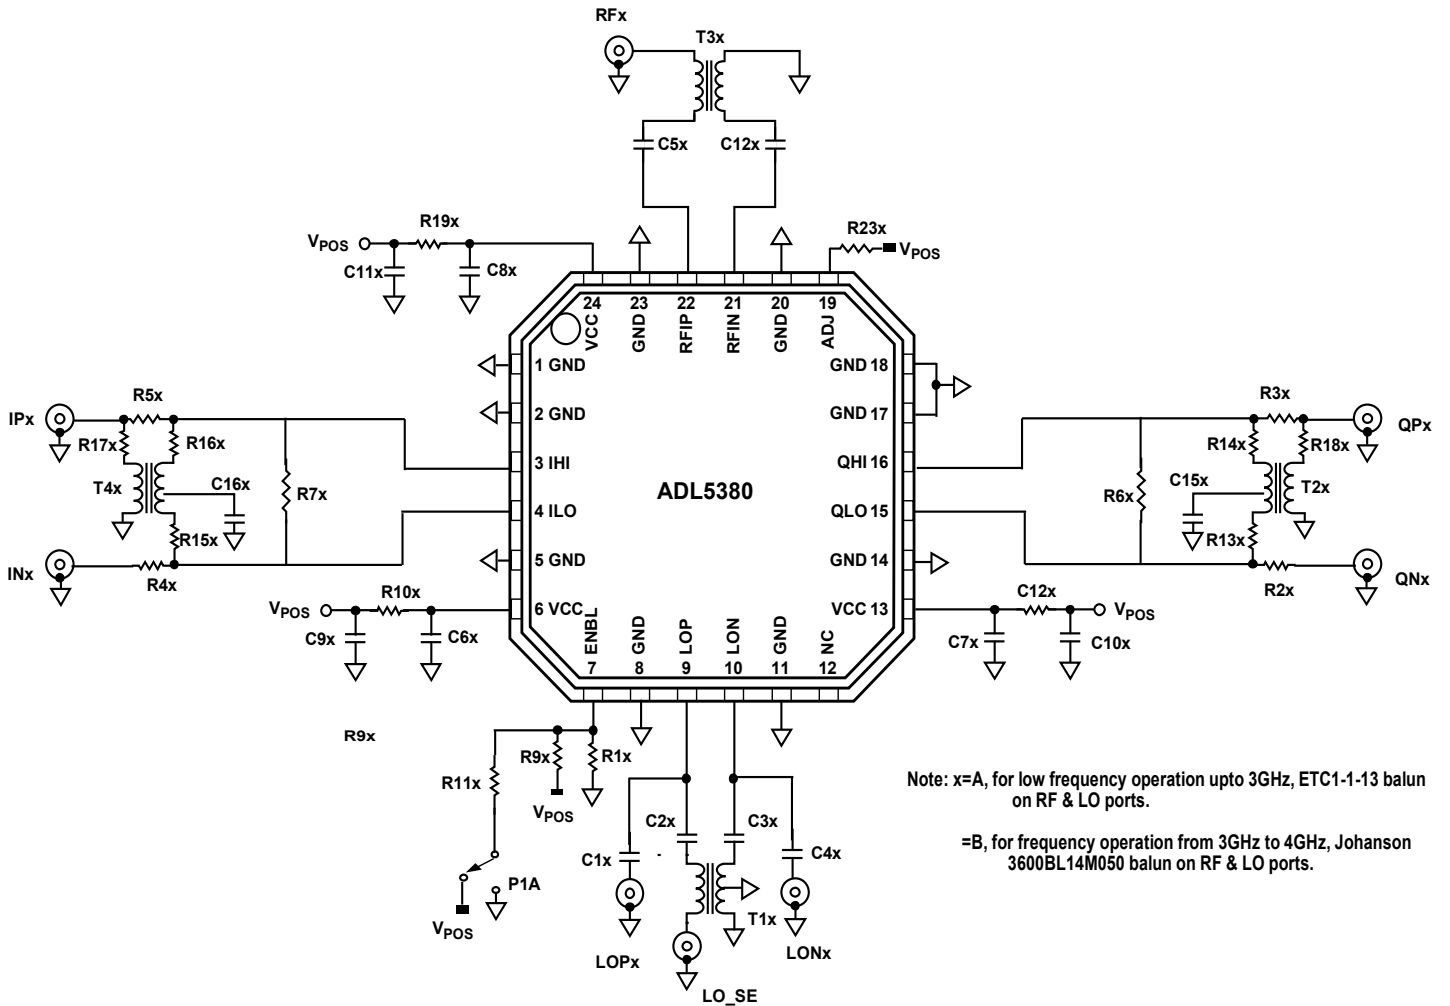 RFx
T3x
C5x
C12x
R19x
VPOS
C11x
C8x
R23x
VPOS
24
23
22
21
20
19
VCC
GND
RFIP
RFIN
GND
ADJ
1 GND
GND 18
2 GND
GND 17
3 IHI
QHI 16
ADL5380
4 ILO
QLO 15
5 GND
GND 14
6 VCC
VCC 13
ENBL
GND
LOP
LON
GND
NC
7
8
9
10
11
12
IPx
R5x
R17x
R16x
T4x
C16x
R7x
R15x
INx
R4x
R3x
QPx
R14x
R18x
C15x
R6x
T2x
R13x
R2x
QNx
VPOS
R10x
C9x
C6x
C12x
VPOS
C7x
C10x
R9x
R11x
R9x
R1x
VPOS
P1A
VPOS
C2x
C3x
C1x
C4x
T1x
LOPx
LONx
LO_SE
Note: x=A, for low frequency operation upto 3GHz, ETC1-1-13 balun
on RF & LO ports.
=B, for frequency operation from 3GHz to 4GHz, Johanson
3600BL14M050 balun on RF & LO ports.